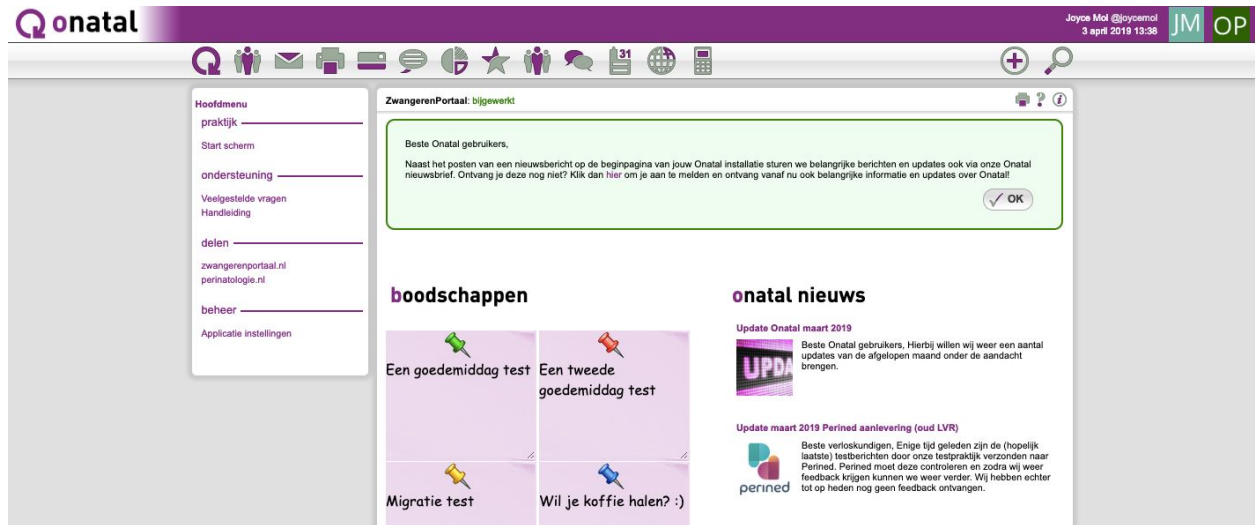 onatal
Joyce Mol @joycemol
3 april 2019 13:38
JM
OP
31
Hoofdmenu
praktijk
Start scherm
ondersteuning
Veelgestelde vragen
Handleiding
delen
zwangerenportaal.nl
perinatologie.nl
beheer
Applicatie instellingen
ZwangerenPortaal: bijgewerkt
Beste Onatal gebruikers,
Naast het posten van een nieuwsbericht op de beginpagina van jouw Onatal installatie sturen we belangrijke berichten en updates ook via onze Onatal
nieuwsbrief. Ontvang je deze nog niet? Klik dan hier om je aan te melden en ontvang vanaf nu ook belangrijke informatie en updates over Onatal!
OK
boodschappen
Een goedemiddag test
Een tweede
goedemiddag test
Migratie test
Wil je koffie halen? :)
onatal nieuws
Update Onatal maart 2019
UPDA
Beste Onatal gebruikers, Hierbij willen wij weer een aantal
updates van de afgelopen maand onder de aandacht
brengen.
Update maart 2019 Perined aanlevering (oud LVR)
perined
Beste verloskundigen, Enige tijd geleden zijn de (hopelijk
laatste) testberichten door onze testpraktijk verzonden naar
Perined. Perined moet deze controleren en zodra wij weer
feedback krijgen kunnen we weer verder. Wij hebben echter
tot op heden nog geen feedback ontvangen.